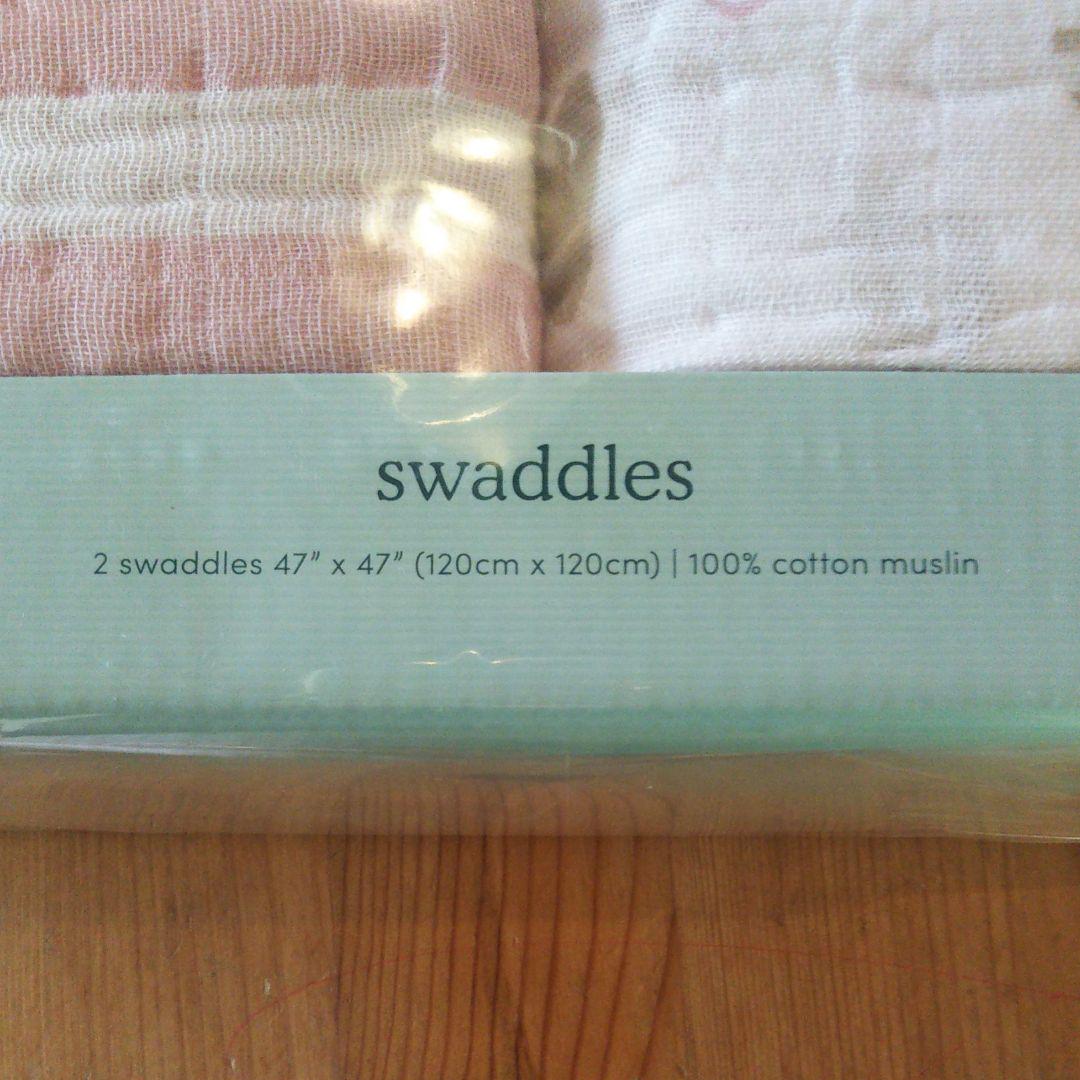 swaddles
2 swaddles 47" x 47" (120cm x 120cm) | 100% cotton muslin